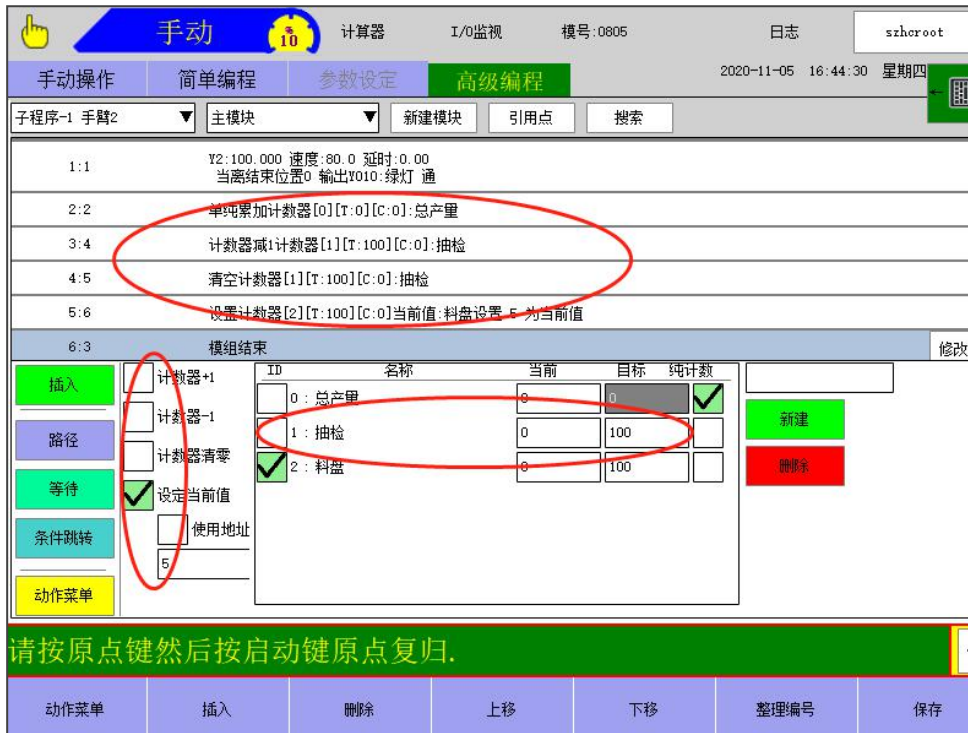 手动 % 10 计算器 I/O监视 模号:0805 日志 szhcroot
手动操作 简单编程 参数设定 高级编程 2020-11-05 16:44:30 星期四
子程序-1 手臂2 主模块 新建模块 引用点 搜索
1:1 Y2:100.000 速度:80.0 延时:0.00
当离结束位置0 输出Y010:绿灯 通
2:2 单纯累加计数器[0][T:0][C:0]:总产量
3:4 计数器减1计数器[1][T:100][C:0]:抽检
4:5 清空计数器[1][T:100][C:0]:抽检
5:6 设置计数器[2][T:100][C:0]当前值:料盘设置 5 为当前值
6:3 模组结束 修改
插入 计数器+1 ID 名称 当前 目标 纯计数
0 : 总产量 0 0 新建
路径 计数器-1 1 : 抽检 0 100
计数器清零 2 : 料盘 0 100 删除
等待 设定当前值
条件跳转 使用地址
5
动作菜单
请按原点键然后按启动键原点复归.
动作菜单 插入 删除 上移 下移 整理编号 保存